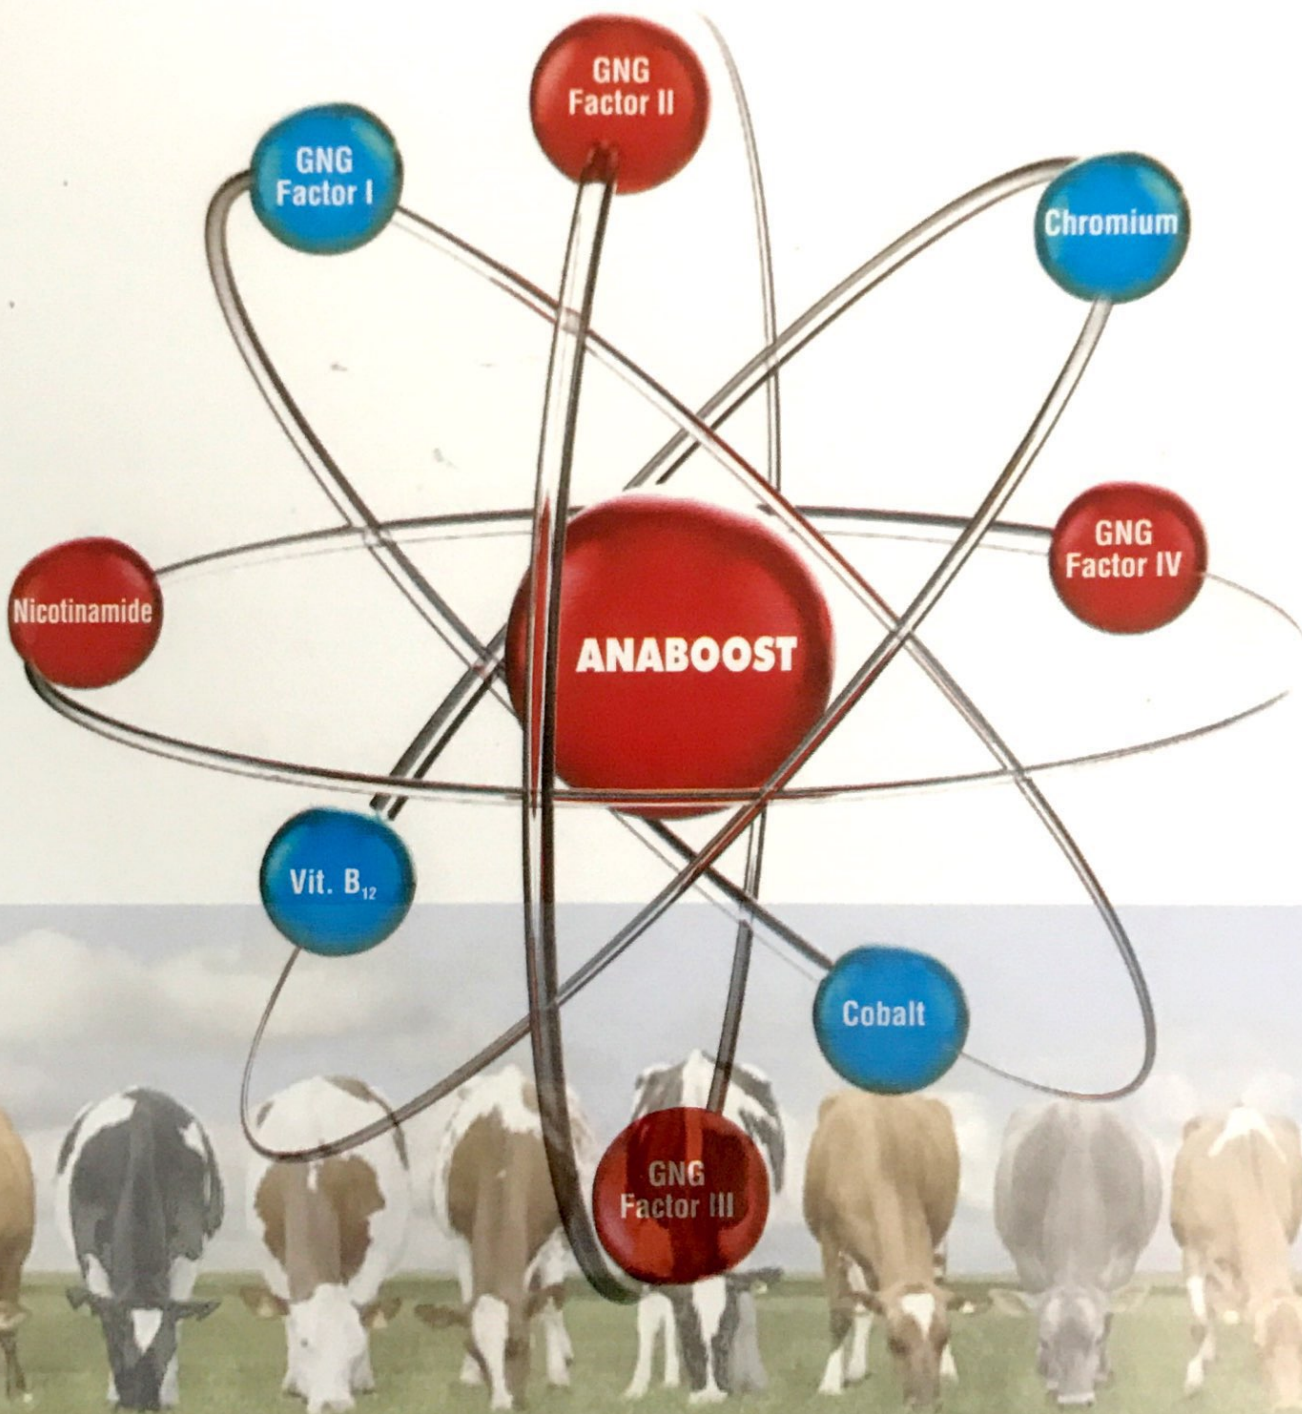 GNG
Factor II
GNG
Factor I
Chromium
GNG
Factor IV
Nicotinamide
ANABOOST
Vit. B₁₂
Cobalt
GNG
Factor III